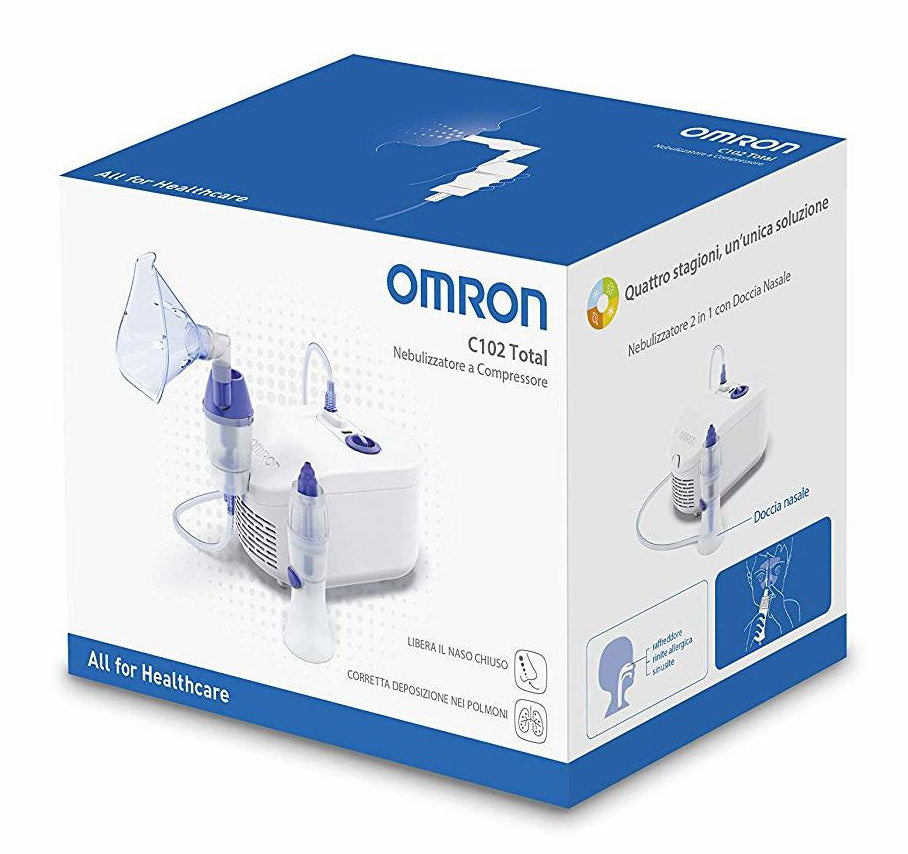 All for Healthcare
OMRON
C102 Total
Nebulizzatore a Compressore
OMRON
C102 Total
Nebulizzatore a Compressore
OMRON
LIBERA IL NASO CHIUSO
CORRETTA DEPOSIZIONE NEI POLMONI
All for Healthcare
Quattro stagioni, un'unica soluzione
Nebulizzatore 2 in 1 con Doccia Nasale
OMRON
Doccia nasale
raffreddore
rinite allergica
sinusite